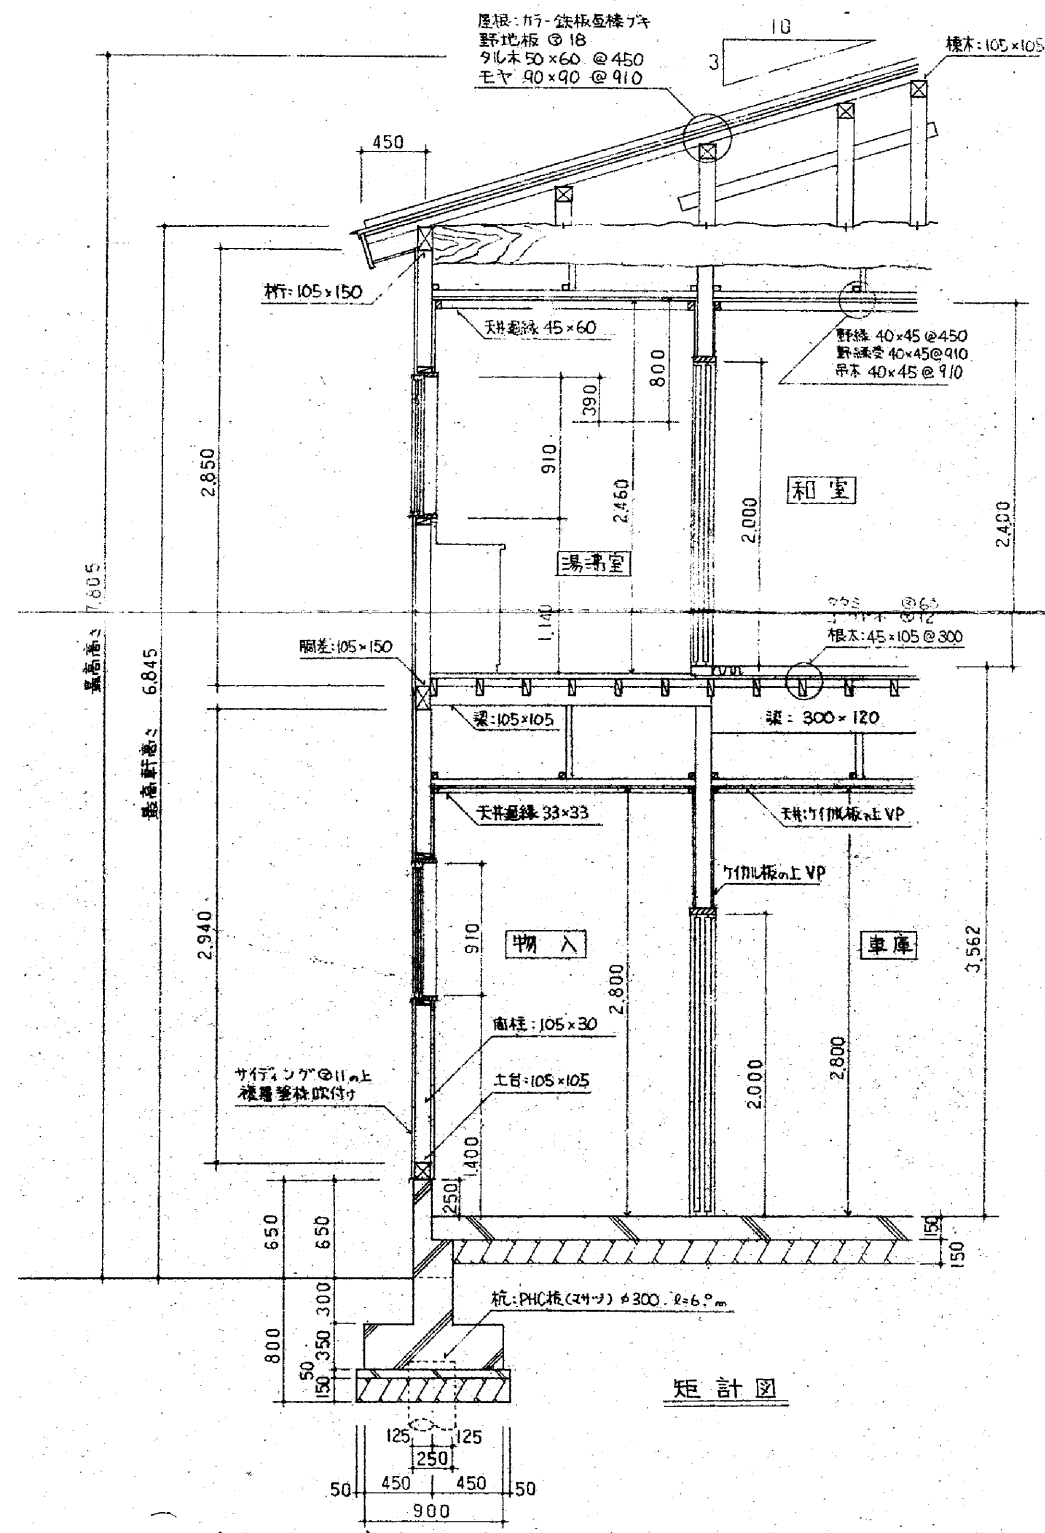 屋根:カラー鉄板瓦棒ブキ
野地板 ⑦18
タル木 50×60 @450
モヤ 90×90 @910
10
3
棟木:105×105
450
桁:105×150
天井廻縁 45×60
野縁 40×45@450
野縁受 40×45@910
吊木 40×45@910
800
390
910
2,460
2,000
2,400
2,850
和室
湯沸室
1,140
最高高さ 7.805
最高軒高さ 6,845
タタミ
根太:45×105@300
胴差:105×150
梁:105×105
梁:300×120
天井廻縁 33×33
天井:ケイカル板の上VP
ケイカル板の上VP
2,940
910
物入
車庫
3,562
2,800
2,800
2,000
間柱:105×30
サイディング⑦11の上
複層塗材吹付け
土台:105×105
1,400
250
650
650
150
150
300
800
350
50
150
杭:PHC杭(マサツ) φ300 ℓ=6.0m
矩計図
125
125
250
50
450
450
50
900